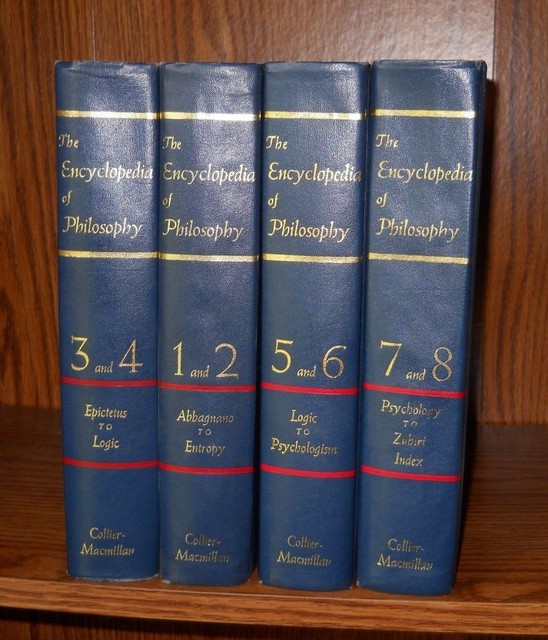 The
Encyclopedia
of
Philosophy
3 and 4
Epictetus
TO
Logic
Collier-
Macmillan
The
Encyclopedia
of
Philosophy
1 and 2
Abbagnano
TO
Entropy
Collier-
Macmillan
The
Encyclopedia
of
Philosophy
5 and 6
Logic
TO
Psychologism
Collier-
Macmillan
The
Encyclopedia
of
Philosophy
7 and 8
Psychology
TO
Zubiri
Index
Collier-
Macmillan